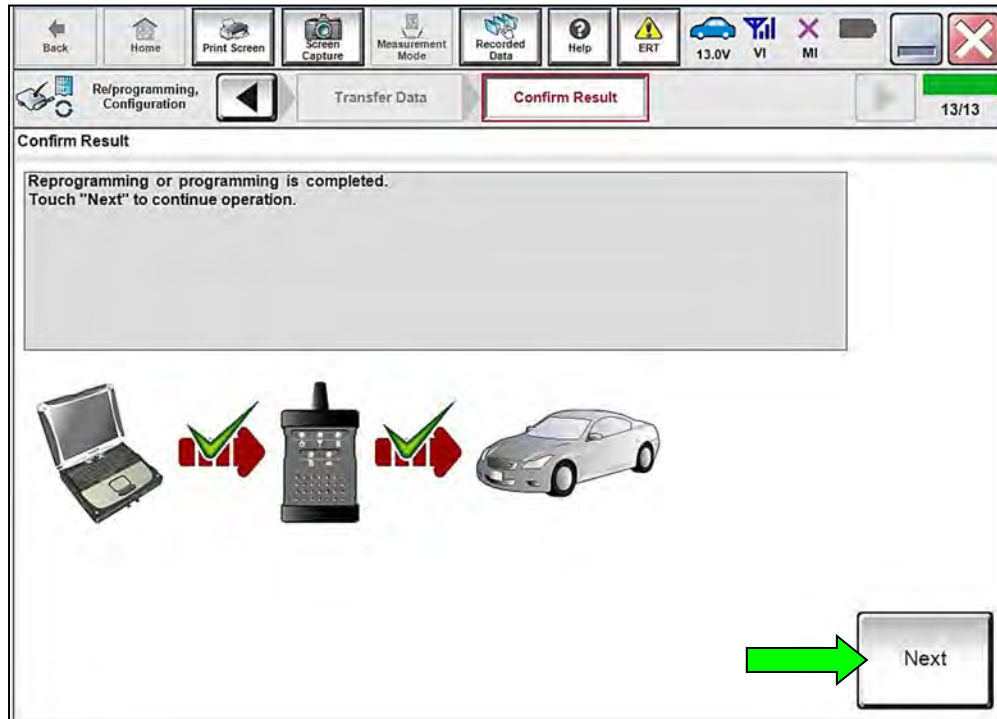 Back
Home
Print Screen
Screen
Capture
Measurement
Mode
Recorded
Data
Help
ERT
13.0V
VI
MI
Re/programming,
Configuration
Transfer Data
Confirm Result
13/13
Confirm Result
Reprogramming or programming is completed.
Touch "Next" to continue operation.
Next